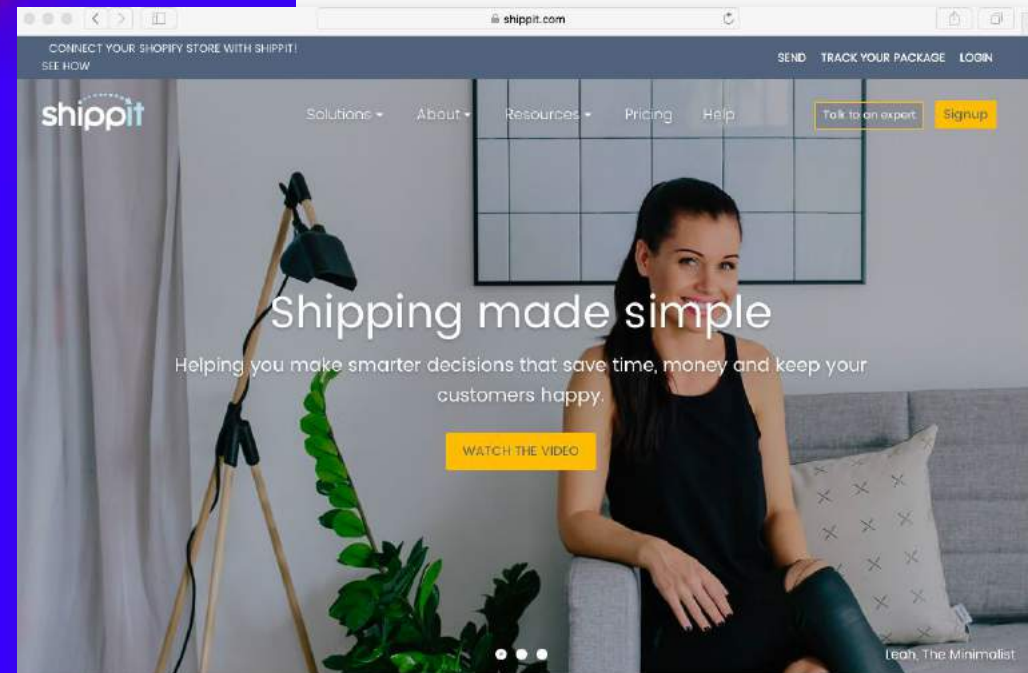 shippit.com
CONNECT YOUR SHOPIFY STORE WITH SHIPPIT!
SEE HOW
SEND TRACK YOUR PACKAGE LOGIN
shippit
Solutions About Resources Pricing Help
Talk to an expert Signup
Shipping made simple
Helping you make smarter decisions that save time, money and keep your
customers happy.
WATCH THE VIDEO
Leah, The Minimalist